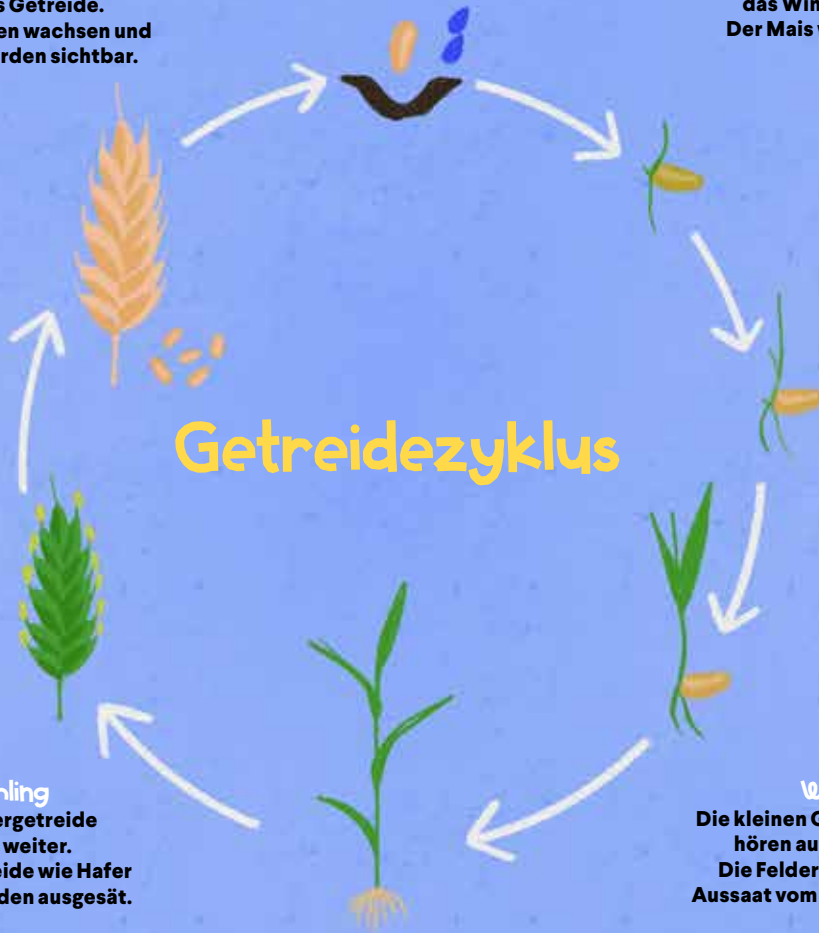 s Getreide.
en wachsen und
rden sichtbar.
das Win
Der Mais v
Getreidezyklus
hling
ergetreide
weiter.
eide wie Hafer
den ausgesät.
Die kleinen G
hören au
Die Felder
Aussaat vom